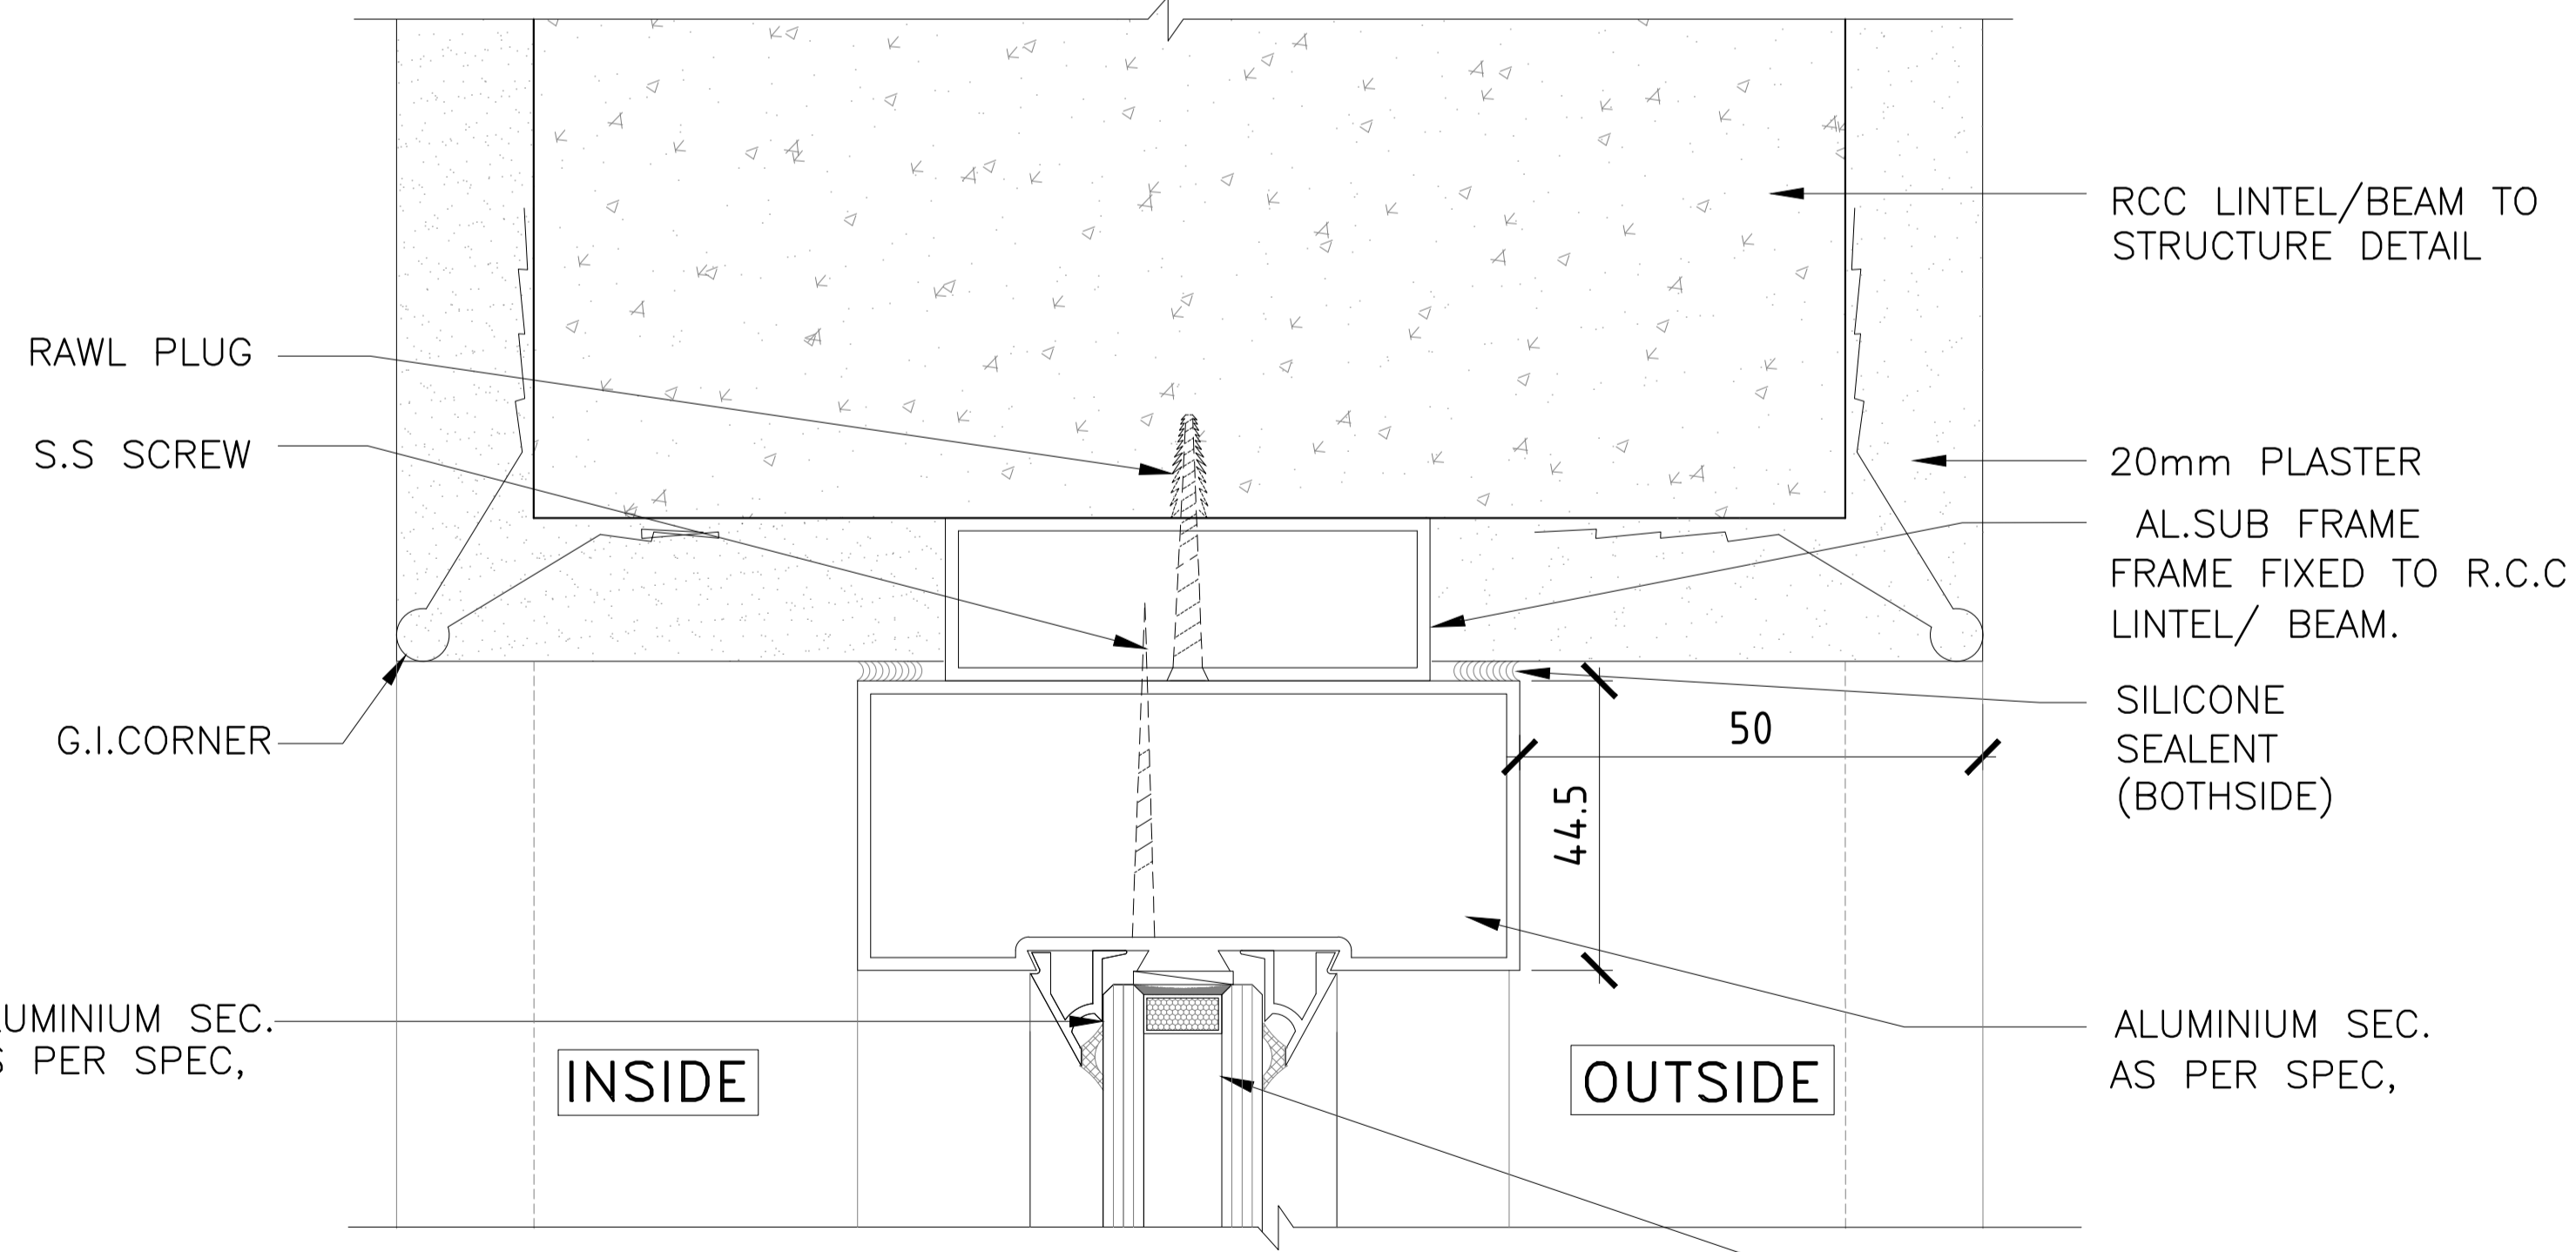 RCC LINTEL/BEAM TO
STRUCTURE DETAIL
RAWL PLUG
S.S SCREW
20mm PLASTER
AL.SUB FRAME
FRAME FIXED TO R.C.C
LINTEL/ BEAM.
G.I.CORNER
SILICONE
SEALENT
(BOTHSIDE)
50
44.5
UMINIUM SEC.
S PER SPEC,
INSIDE
OUTSIDE
ALUMINIUM SEC.
AS PER SPEC,